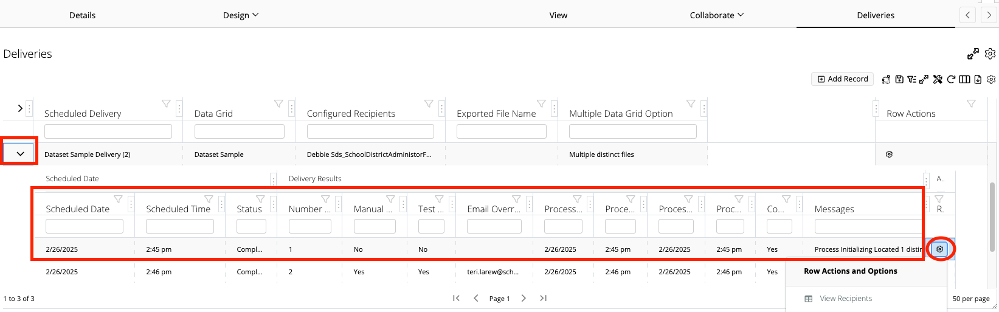 Details Design View Collaborate Deliveries
Deliveries
Add Record
Scheduled Delivery Data Grid Configured Recipients Exported File Name Multiple Data Grid Option Row Actions
Dataset Sample Delivery (2) Dataset Sample Debbie Sds_SchoolDistrictAdministorF... Multiple distinct files
Scheduled Date Delivery Results A..
Scheduled Date Scheduled Time Status Number ... Manual ... Test ... Email Overr... Process... Proce... Proces... Proc... Co... Messages R.
2/26/2025 2:45 pm Compl... 1 No No 2/26/2025 2:45 pm 2/26/2025 2:45 pm Yes Process Initializing Located 1 distin
2/26/2025 2:46 pm Compl... 2 Yes Yes teri.larew@sch... 2/26/2025 2:46 pm 2/26/2025 2:46 pm Yes
Row Actions and Options
View Recipients
1 to 3 of 3 Page 1 50 per page